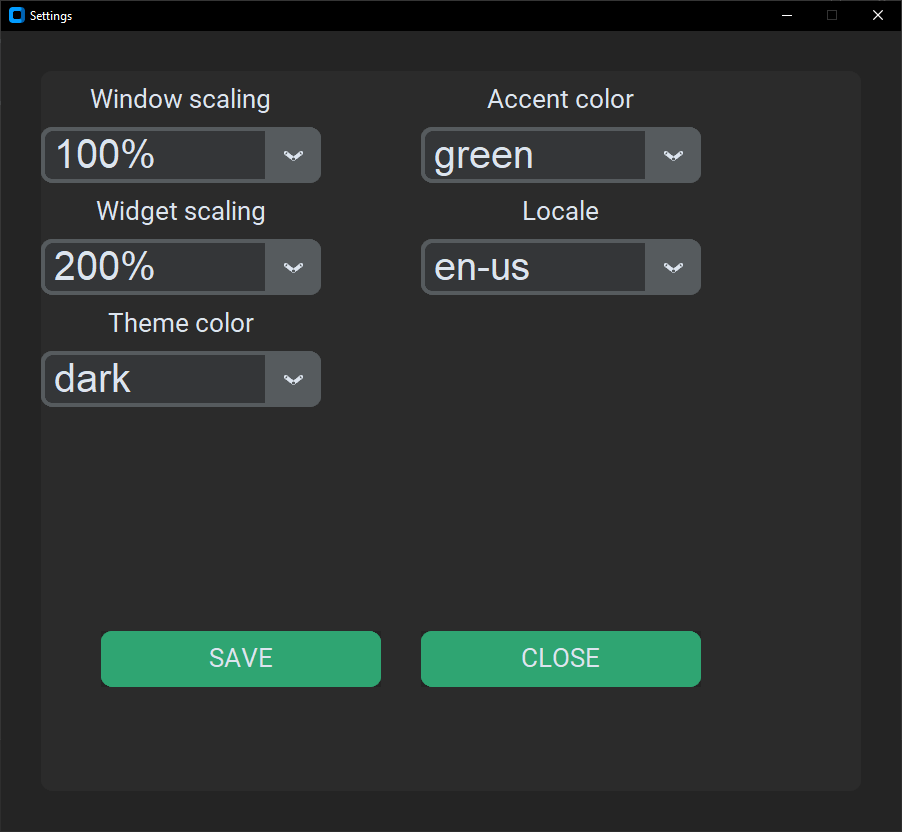 Settings
Window scaling
Accent color
100%
green
Widget scaling
Locale
200%
en-us
Theme color
dark
SAVE
CLOSE